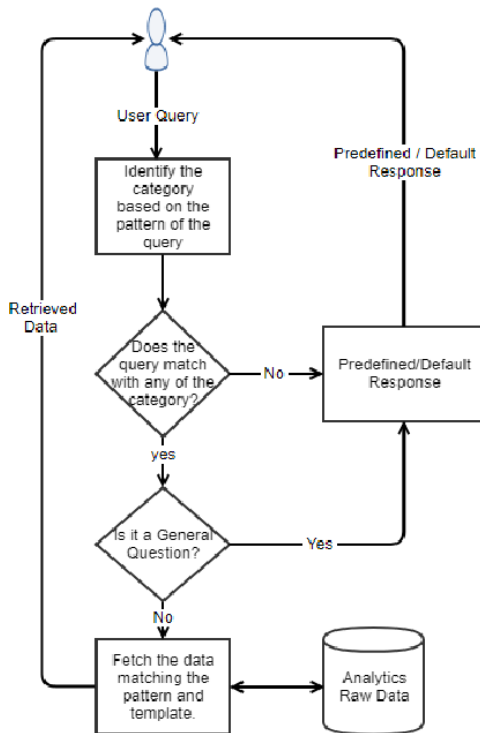 User Query
Predefined / Default
Response
Identify the
category
based on the
pattern of the
query
Retrieved
Data
Does the
query match
with any of the
category?
No
Predefined/Default
Response
yes
Is it a General
Question?
Yes
No
Fetch the data
matching the
pattern and
template.
Analytics
Raw Data